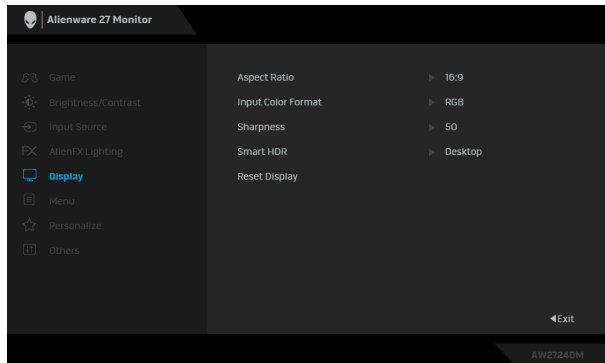 Alienware 27 Monitor
Game
Brightness/Contrast
Input Source
FX AlienFX Lighting
Display
Menu
Personalize
Others
Aspect Ratio 16:9
Input Color Format RGB
Sharpness 50
Smart HDR Desktop
Reset Display
Exit
AW2724DM